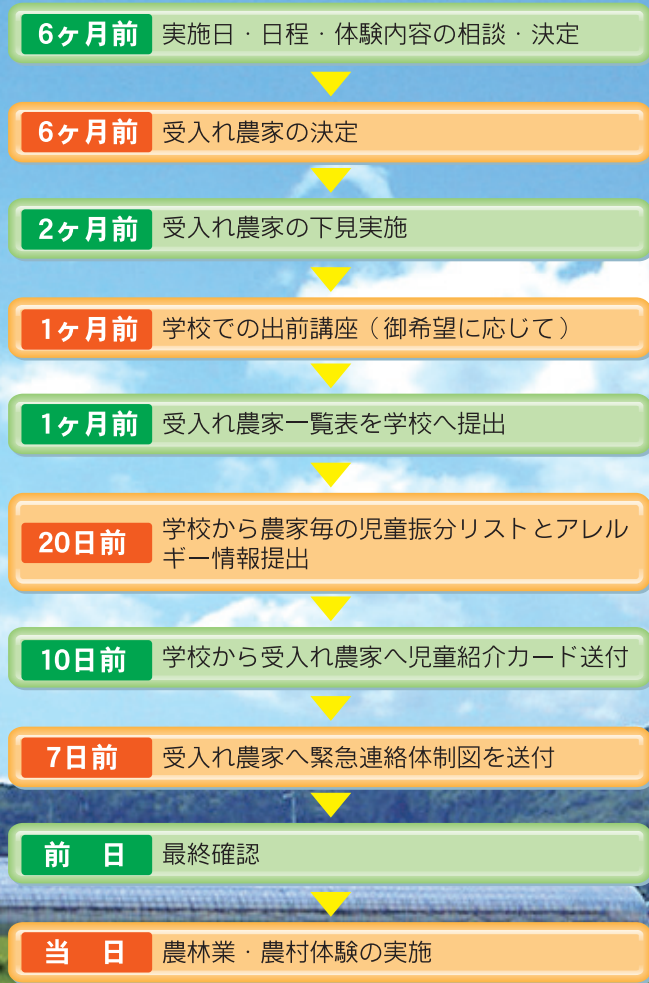 6ヶ月前 実施日・日程・体験内容の相談・決定
6ヶ月前 受入れ農家の決定
2ヶ月前 受入れ農家の下見実施
1ヶ月前 学校での出前講座（御希望に応じて）
1ヶ月前 受入れ農家一覧表を学校へ提出
20日前 学校から農家毎の児童振分リストとアレル
ギー情報提出
10日前 学校から受入れ農家へ児童紹介カード送付
7日前 受入れ農家へ緊急連絡体制図を送付
前　日 最終確認
当　日 農林業・農村体験の実施